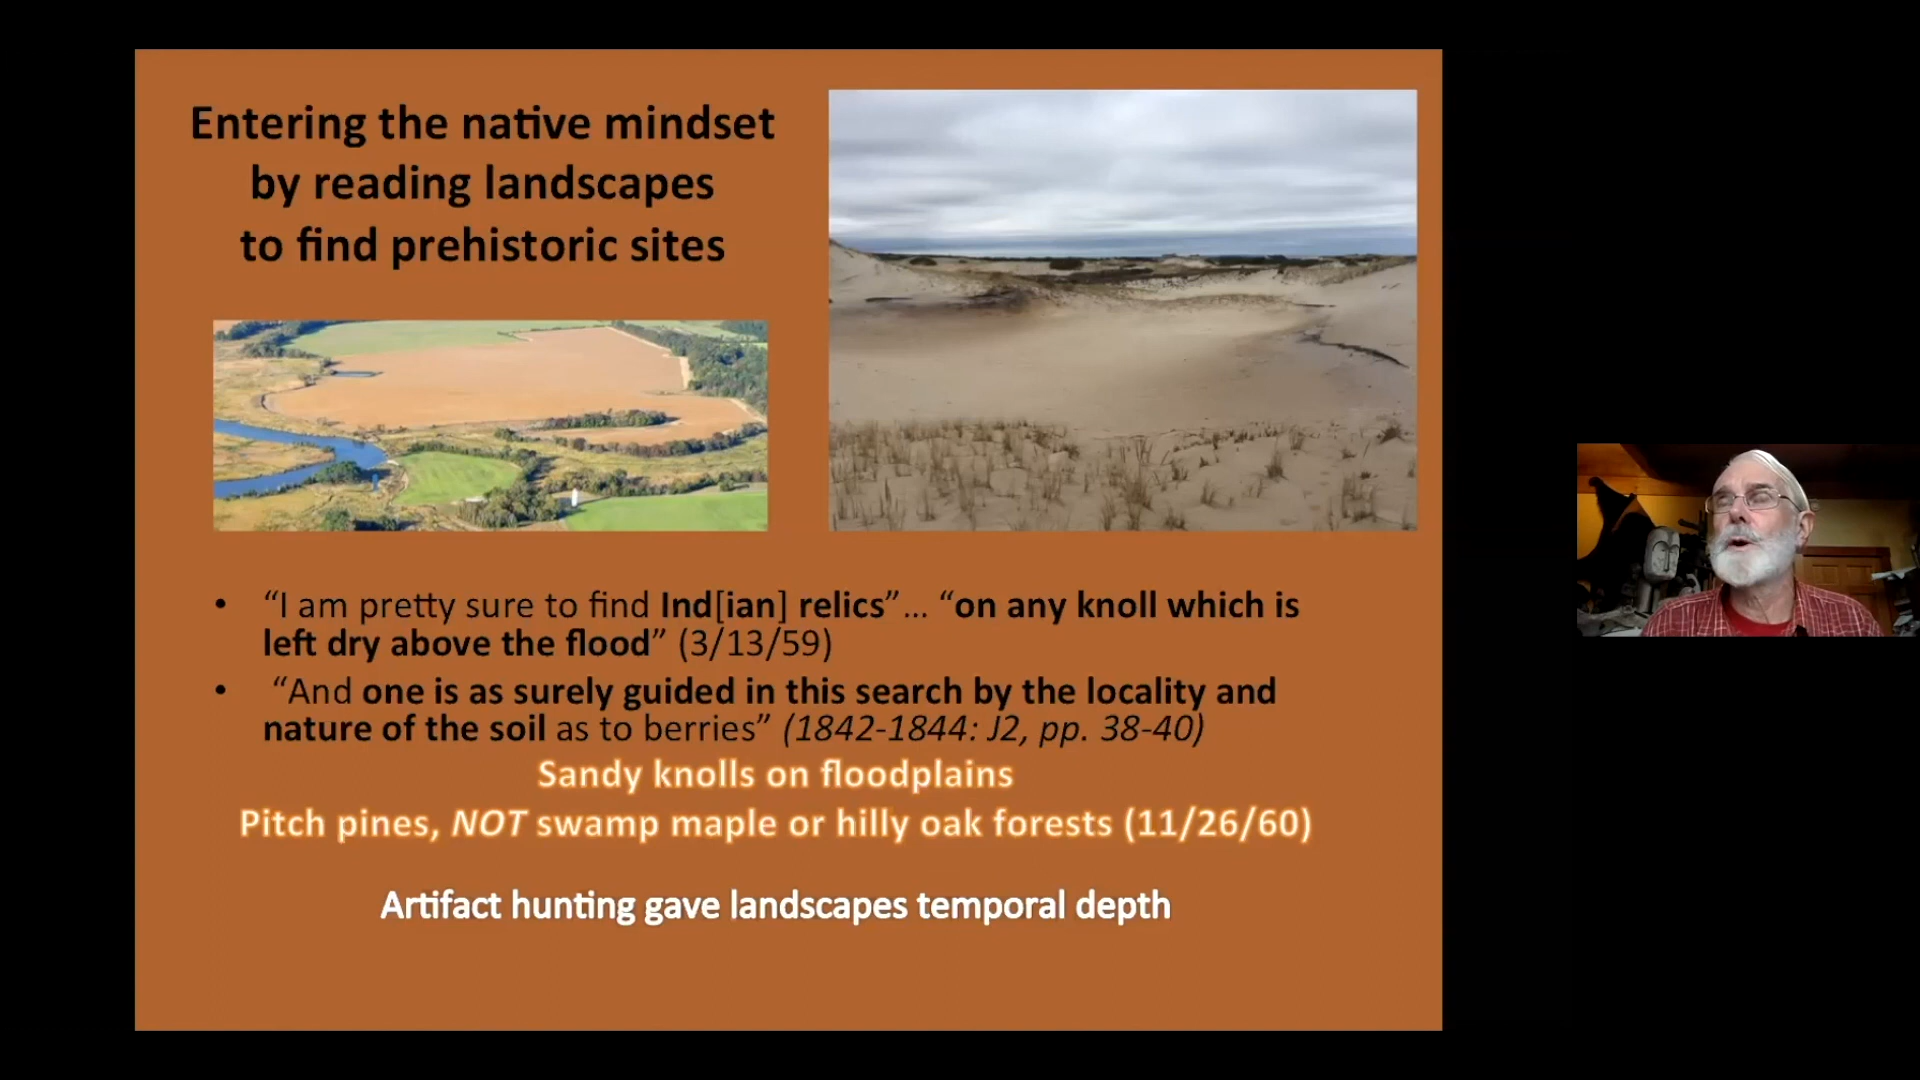 Entering the native mindset
by reading landscapes
to find prehistoric sites
• “I am pretty sure to find Ind[ian] relics”... “on any knoll which is
left dry above the flood” (3/13/59)
• “And one is as surely guided in this search by the locality and
nature of the soil as to berries” (1842-1844: J2, pp. 38-40)
Sandy knolls on floodplains
Pitch pines, NOT swamp maple or hilly oak forests (11/26/60)
Artifact hunting gave landscapes temporal depth